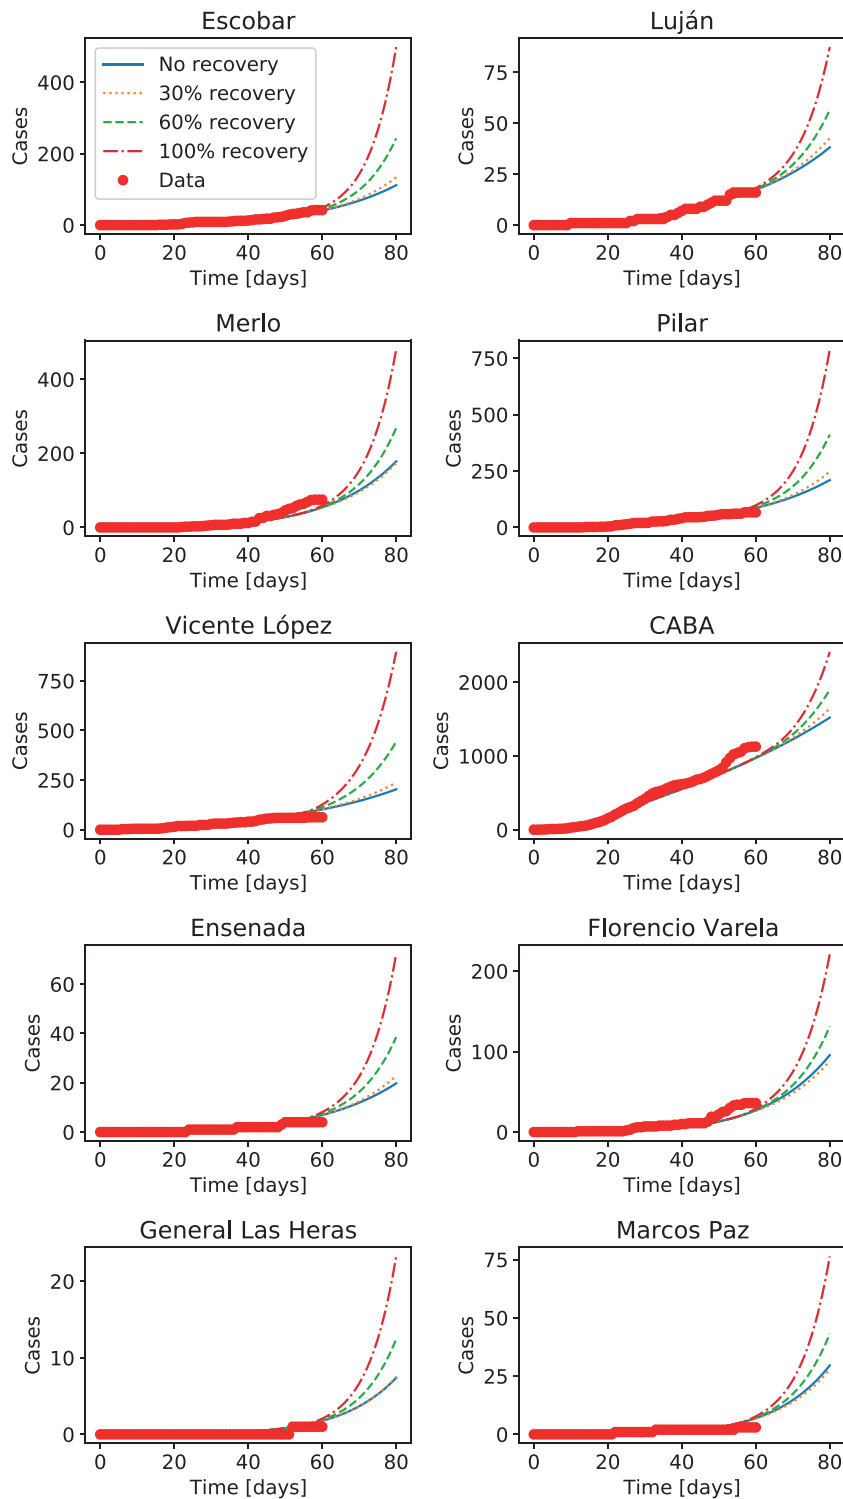 Escobar
Cases
400
200
0
No recovery
30% recovery
60% recovery
100% recovery
Data
0 20 40 60 80
Time [days]
Luján
Cases
75
50
25
0
0 20 40 60 80
Time [days]
Merlo
Cases
400
200
0
0 20 40 60 80
Time [days]
Pilar
Cases
750
500
250
0
0 20 40 60 80
Time [days]
Vicente López
Cases
750
500
250
0
0 20 40 60 80
Time [days]
CABA
Cases
2000
1000
0
0 20 40 60 80
Time [days]
Ensenada
Cases
60
40
20
0
0 20 40 60 80
Time [days]
Florencio Varela
Cases
200
100
0
0 20 40 60 80
Time [days]
General Las Heras
Cases
20
10
0
0 20 40 60 80
Time [days]
Marcos Paz
Cases
75
50
25
0
0 20 40 60 80
Time [days]